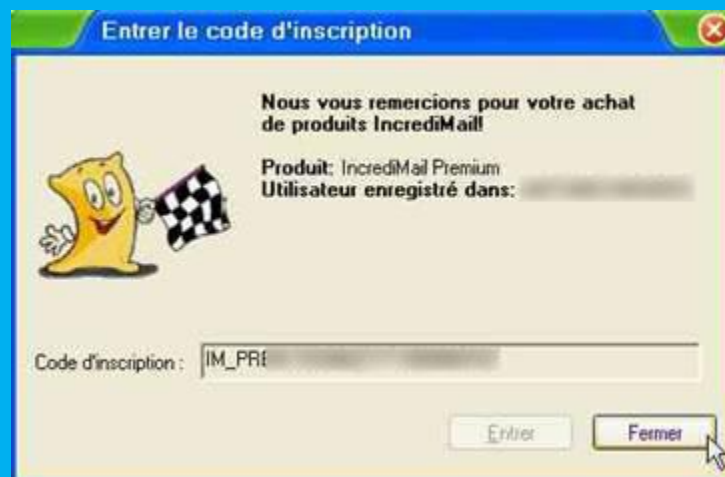 Entrer le code d'inscription
Nous vous remercions pour votre achat
de produits IncrediMail!
Produit: IncrediMail Premium
Utilisateur enregistré dans:
Code d'inscription : IM_PRE
Entrer Fermer